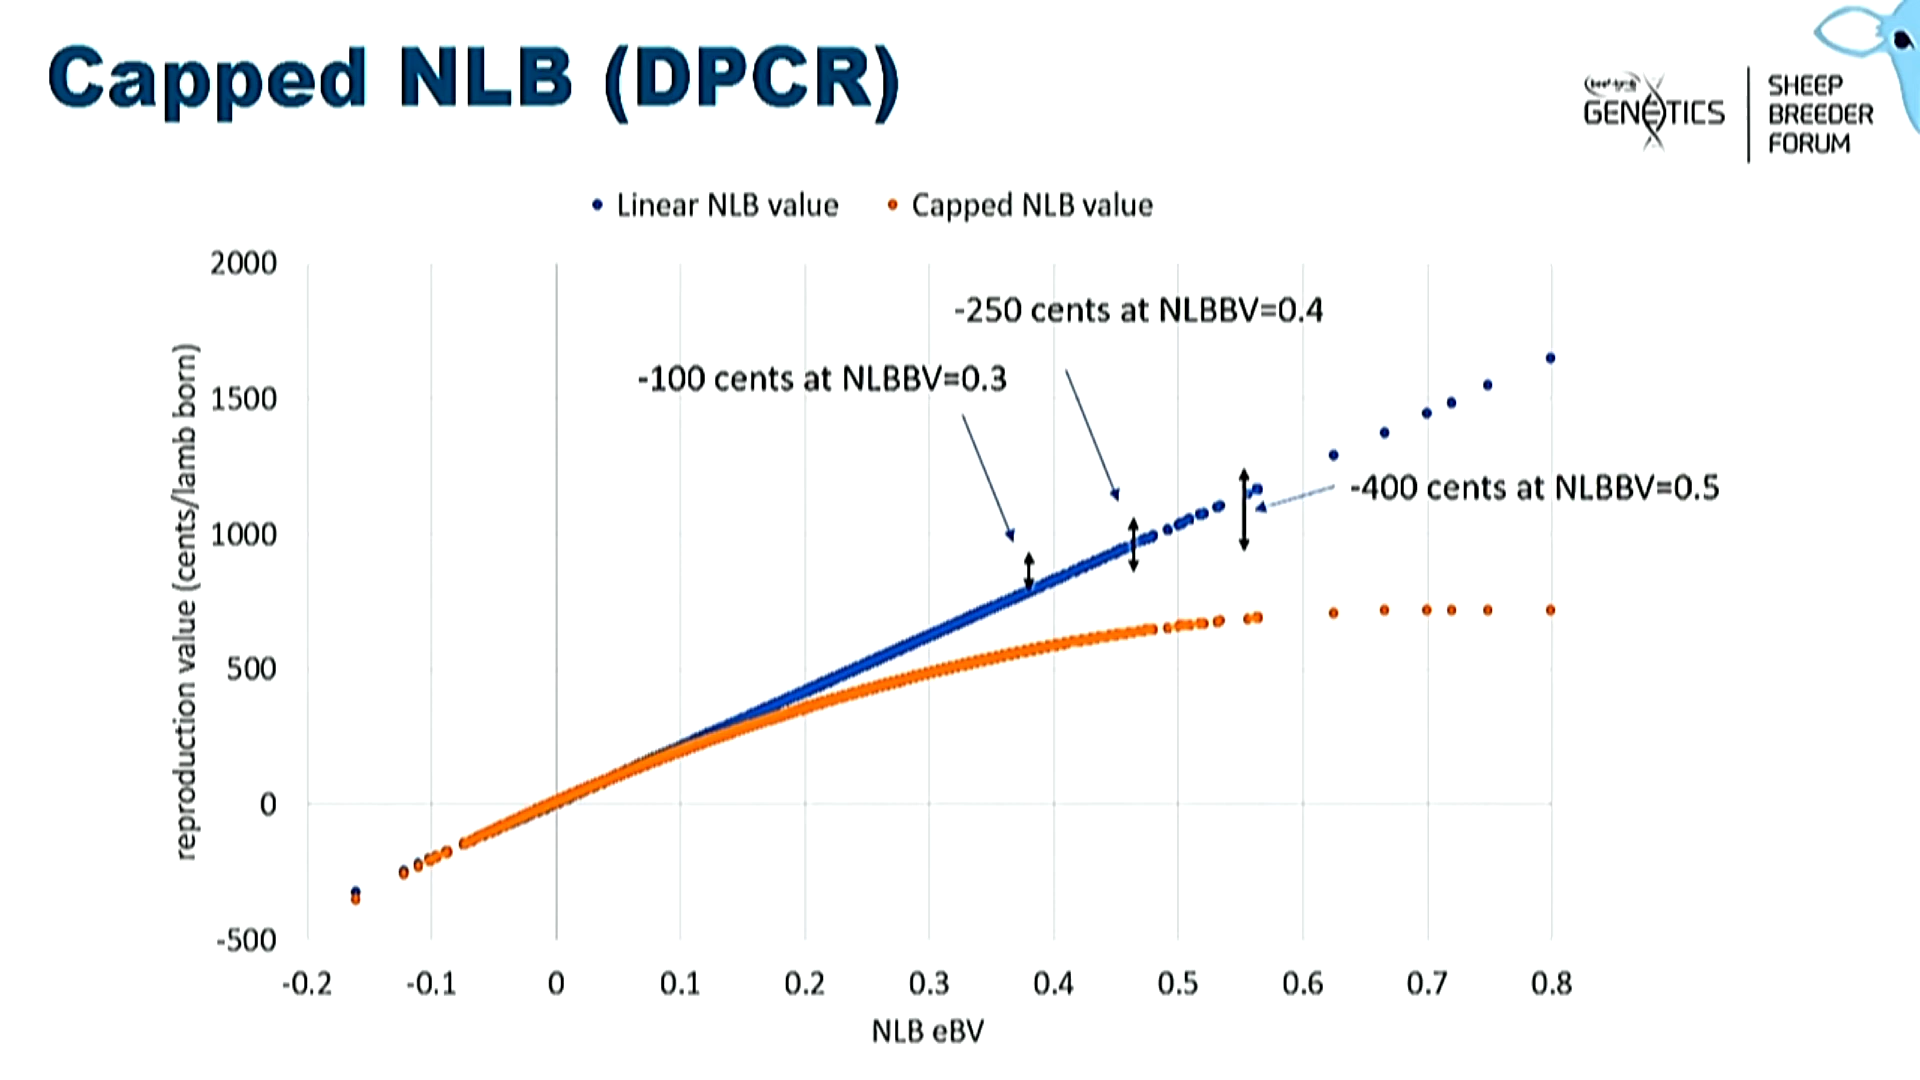 Capped NLB (DPCR)
GENETICS
SHEEP
BREEDER
FORUM
Linear NLB value
Capped NLB value
2000
1500
1000
500
0
-500
reproduction value (cents/lamb born)
-250 cents at NLBBV=0.4
-100 cents at NLBBV=0.3
-400 cents at NLBBV=0.5
-0.2 -0.1 0 0.1 0.2 0.3 0.4 0.5 0.6 0.7 0.8
NLB eBV